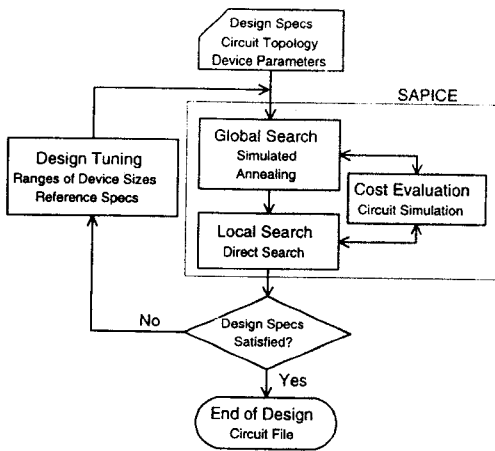 Design Specs
Circuit Topology
Device Parameters
SAPICE
Global Search
Simulated
Annealing
Design Tuning
Ranges of Device Sizes
Reference Specs
Cost Evaluation
Circuit Simulation
Local Search
Direct Search
No
Design Specs
Satisfied?
Yes
End of Design
Circuit File